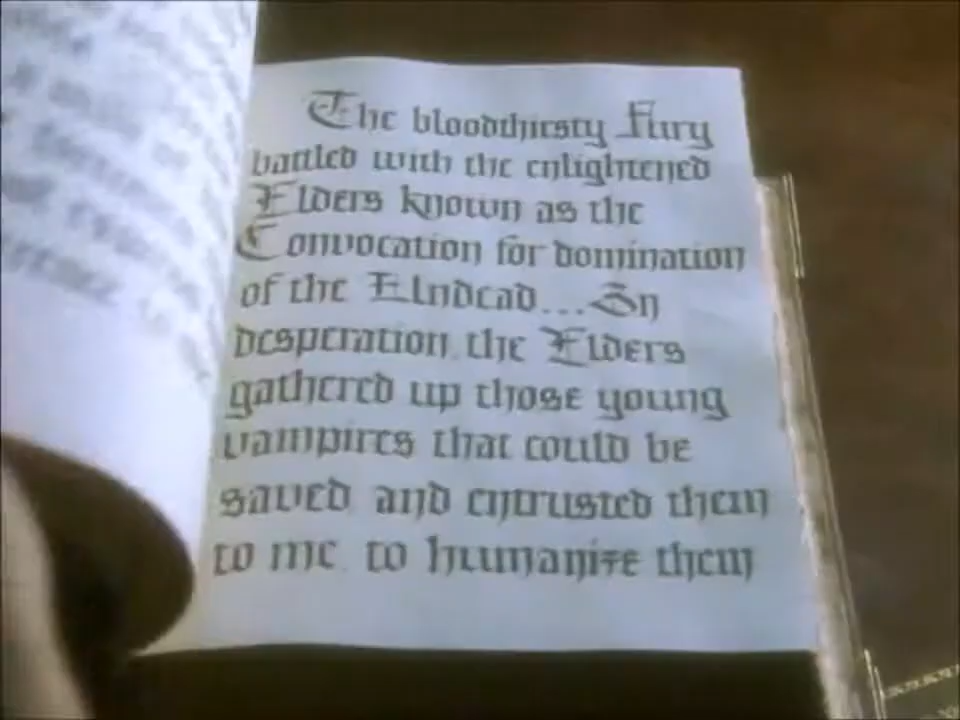 The bloodthirsty Fury
battled with the enlightened
Elders known as the
Convocation for domination
of the Undead...In
desperation, the Elders
gathered up those young
vampires that could be
saved and entrusted them
to me to humanize them